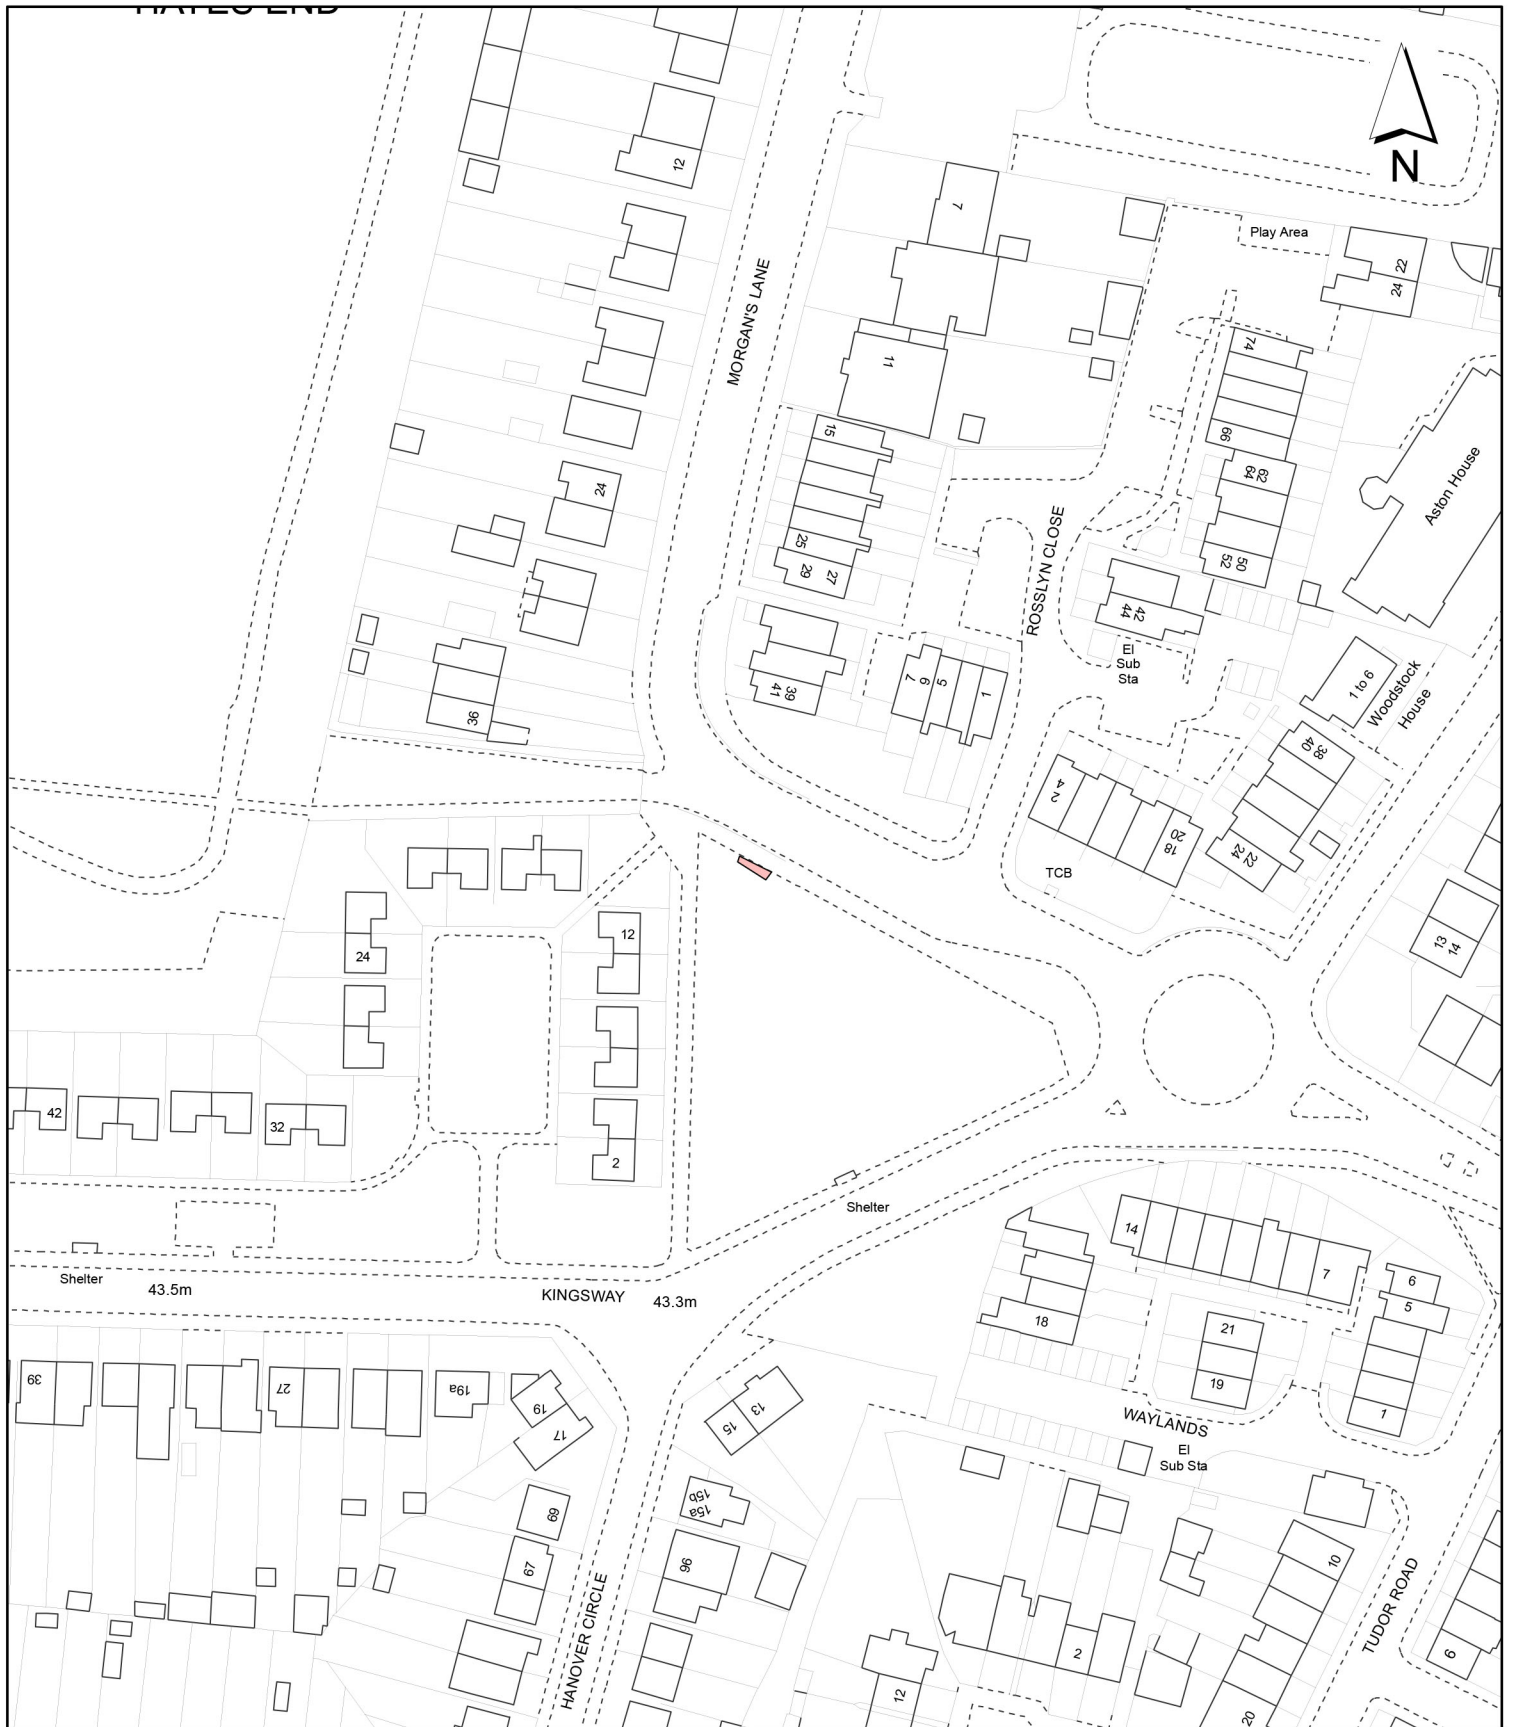 HAYES END
N
12
7
Play Area
22
24
MORGAN'S LANE
11
74
15
66
62
64
24
Aston House
25
29
27
ROSSLYN CLOSE
52
50
42
44
El
Sub
Sta
39
41
7
9
5
1
36
1 to 6
Woodstock
House
38
40
2
4
20
18
22
24
TCB
12
24
13
14
42
32
2
Shelter
Shelter
43.5m
KINGSWAY
43.3m
14
7
6
5
18
21
19
1
39
27
19a
19
17
13
15
WAYLANDS
El
Sub Sta
15b
15a
69
67
96
10
HANOVER CIRCLE
TUDOR ROAD
2
6
12
20